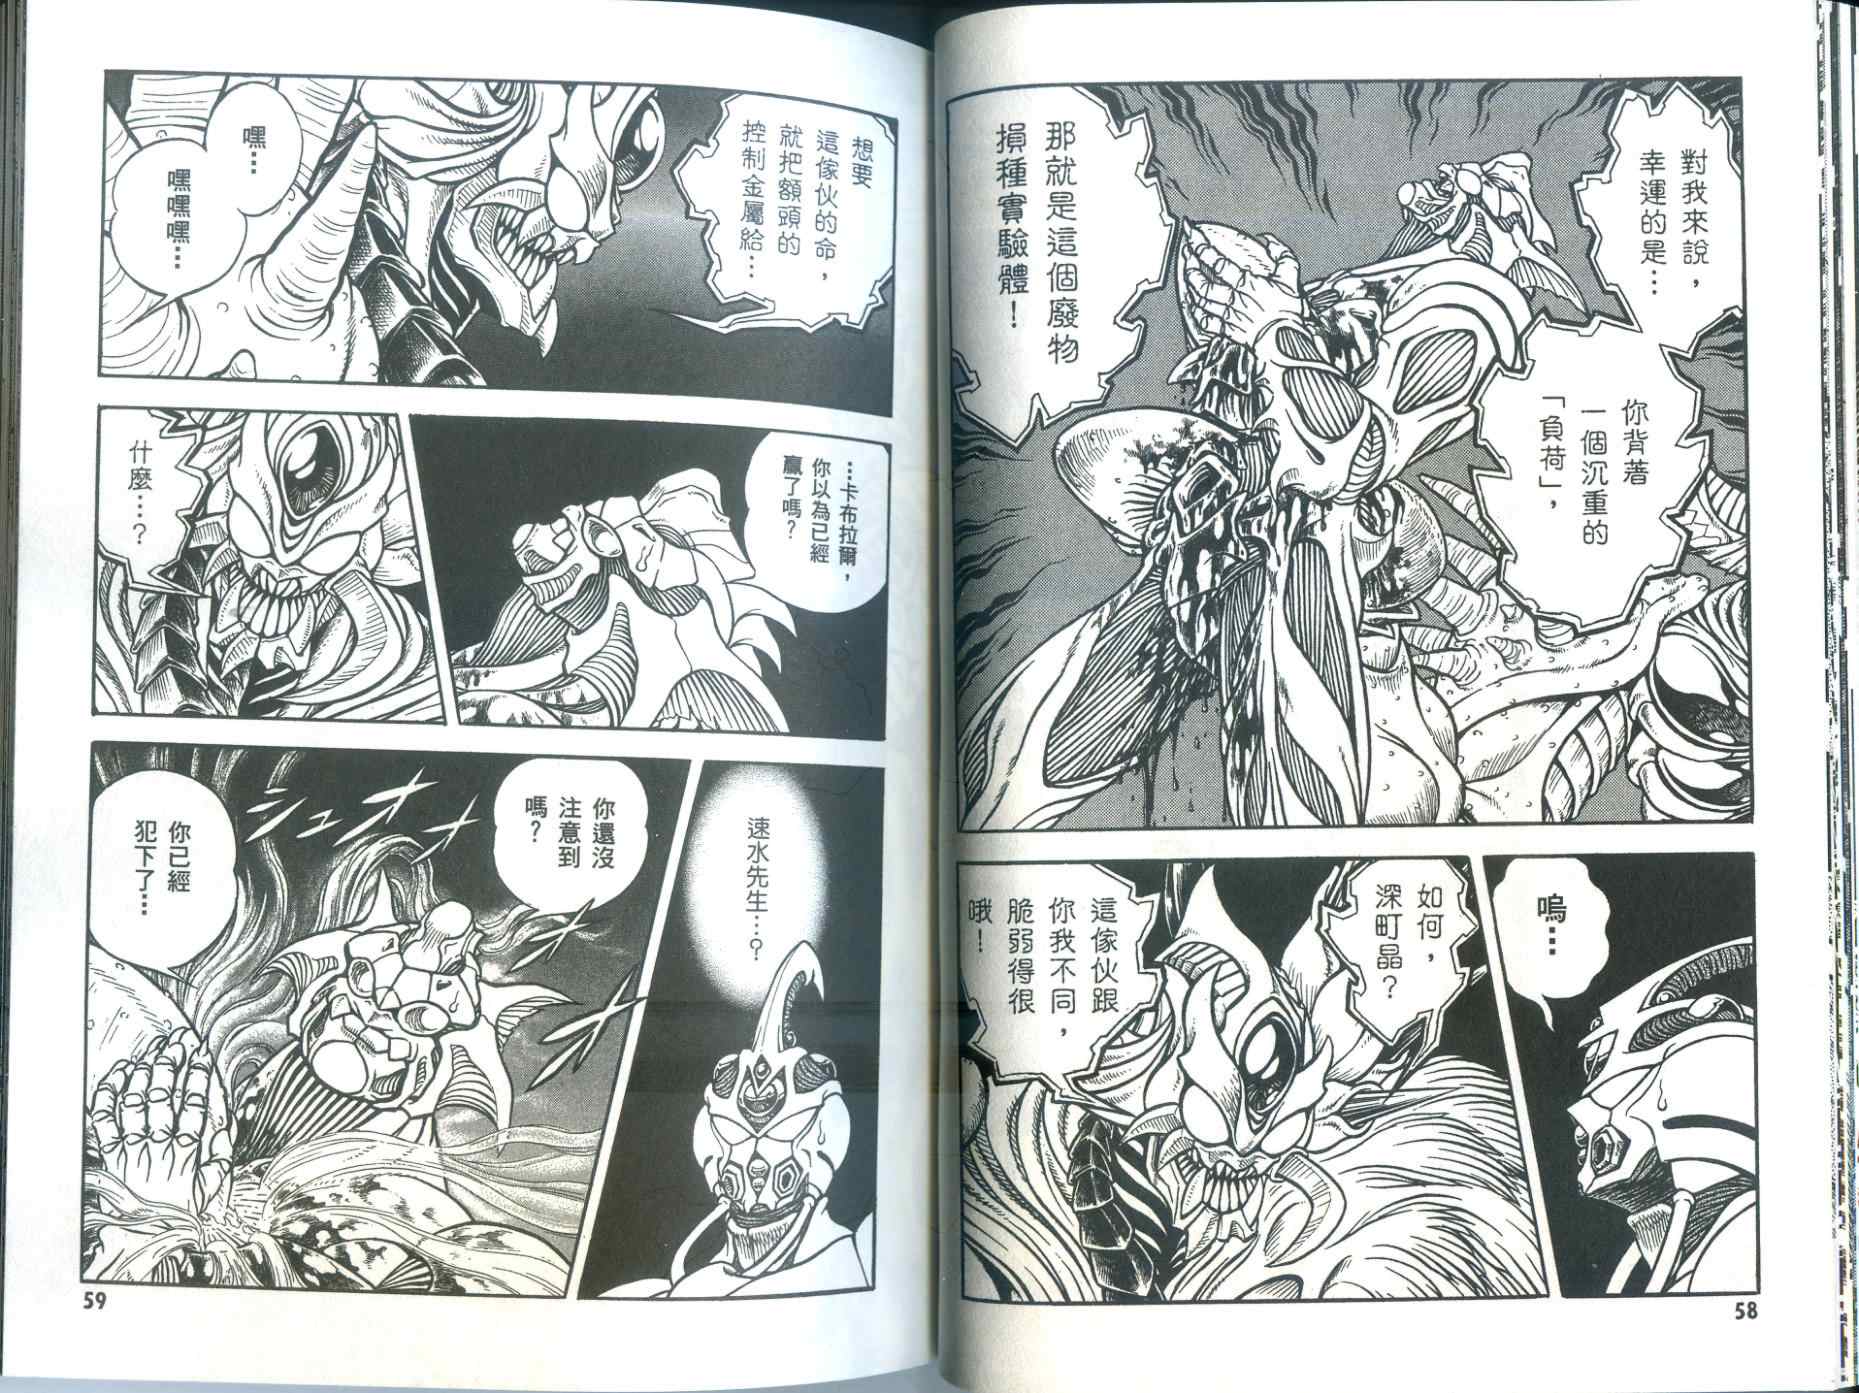 對我來說，
幸運的是…
你背著
一個沉重的
「負荷」，
那就是這個廢物
損種實驗體！
嗚…
如何，
深町晶？
這傢伙跟
你我不同，
脆弱得很
哦！
58
想要
這傢伙的命，
就把額頭的
控制金屬給…
嘿…
嘿嘿嘿…
…卡布拉爾，
你以為已經
贏了嗎？
什麼…？
速水先生…？
你還沒
注意到
嗎？
シュオオオ
你已經
犯下了…
59